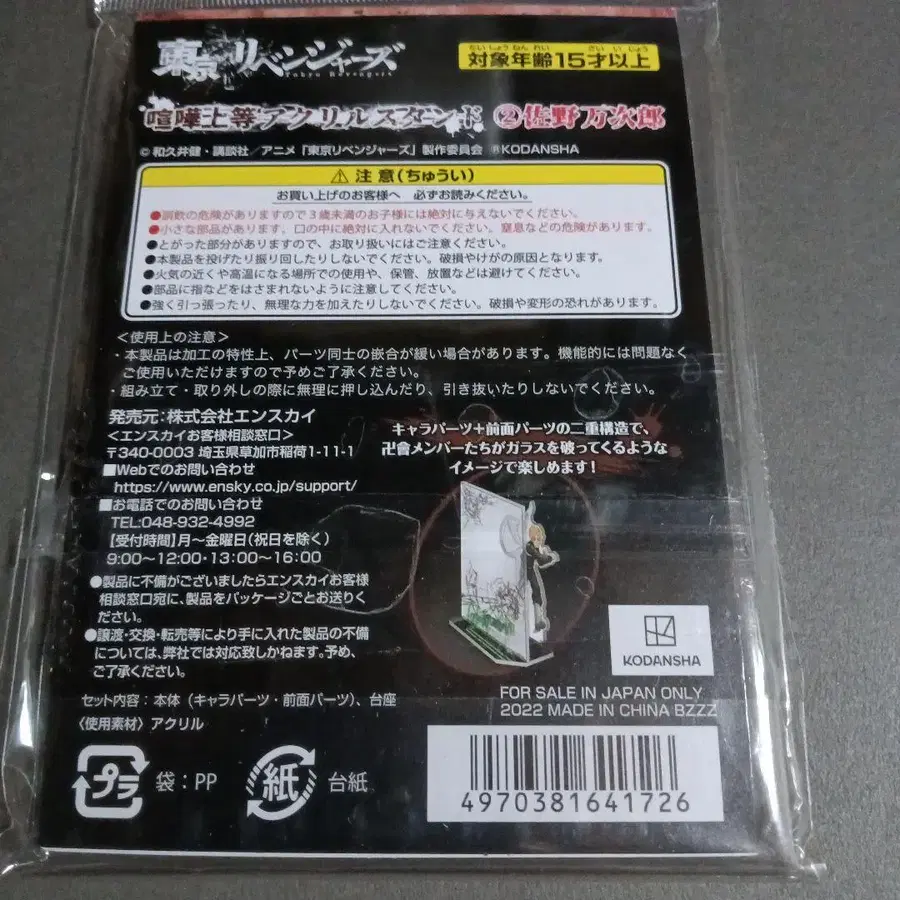 東京リベンジャーズ
Tokyo Revengers
たいしょうねんれい さいいじょう
対象年齢15才以上
喧嘩上等アクリルスタンド ②佐野万次郎
© 和久井健・講談社／アニメ「東京リベンジャーズ」製作委員会 ®KODANSHA
⚠ 注意(ちゅうい)
お買い上げのお客様へ 必ずお読みください。
●誤飲の危険がありますので3歳未満のお子様には絶対に与えないでください。
●小さな部品があります。口の中に絶対に入れないでください。窒息などの危険があります。
●とがった部分がありますので、お取り扱いにはご注意ください。
●本製品を投げたり振り回したりしないでください。破損やけがの原因となります。
●火気の近くや高温になる場所での使用や、保管、放置などは避けてください。
●部品に指などをはさまれないように注意してください。
●強く引っ張ったり、無理な力を加えたりしないでください。破損や変形の恐れがあります。
＜使用上の注意＞
・本製品は加工の特性上、パーツ同士の嵌合が緩い場合があります。機能的には問題なく
ご使用いただけますので予めご了承ください。
・組み立て・取り外しの際に無理に押し込んだり、引き抜いたりしないでください。
発売元：株式会社エンスカイ
＜エンスカイお客様相談窓口＞
〒340-0003 埼玉県草加市稲荷1-11-1
■Webでのお問い合わせ
https://www.ensky.co.jp/support/
■お電話でのお問い合わせ
TEL:048-932-4992
【受付時間】月～金曜日(祝日を除く)
9:00～12:00・13:00～16:00
●製品に不備がございましたらエンスカイお客様
相談窓口宛に、製品をパッケージごとお送りく
ださい。
●譲渡・交換・転売等により手に入れた製品の不備
については、弊社では対応致しかねます。予め、
ご了承ください。
キャラパーツ+前面パーツの二重構造で、
卍會メンバーたちがガラスを破ってくるような
イメージで楽しめます！
KODANSHA
セット内容：本体（キャラパーツ・前面パーツ）、台座
〈使用素材〉アクリル
FOR SALE IN JAPAN ONLY
2022 MADE IN CHINA BZZZ
プラ 袋：PP
紙 台紙
4970381641726